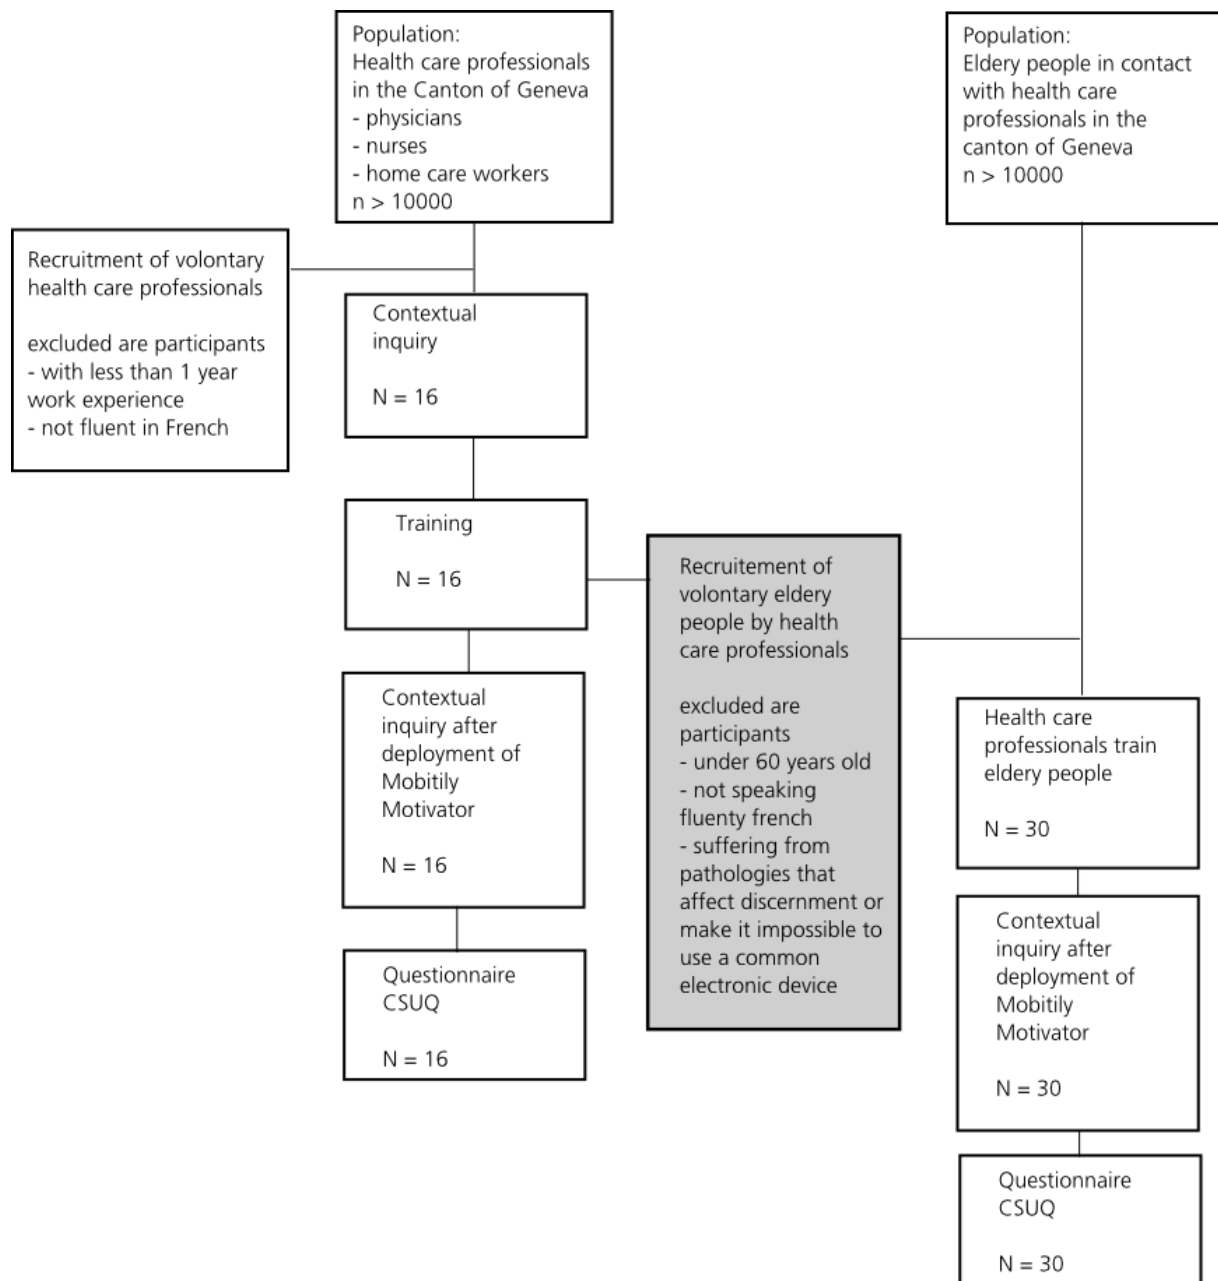 Population:
Health care professionals
in the Canton of Geneva
- physicians
- nurses
- home care workers
n > 10000
Population:
Eldery people in contact
with health care
professionals in the
canton of Geneva
n > 10000
Recruitment of volontary
health care professionals
excluded are participants
- with less than 1 year
work experience
- not fluent in French
Contextual
inquiry
N = 16
Training
N = 16
Recruitement of
volontary eldery
people by health
care professionals
excluded are
participants
- under 60 years old
- not speaking
fluenty french
- suffering from
pathologies that
affect discernment or
make it impossible to
use a common
electronic device
Contextual
inquiry after
deployment of
Mobitily
Motivator
N = 16
Questionnaire
CSUQ
N = 16
Health care
professionals train
eldery people
N = 30
Contextual
inquiry after
deployment of
Mobitily
Motivator
N = 30
Questionnaire
CSUQ
N = 30